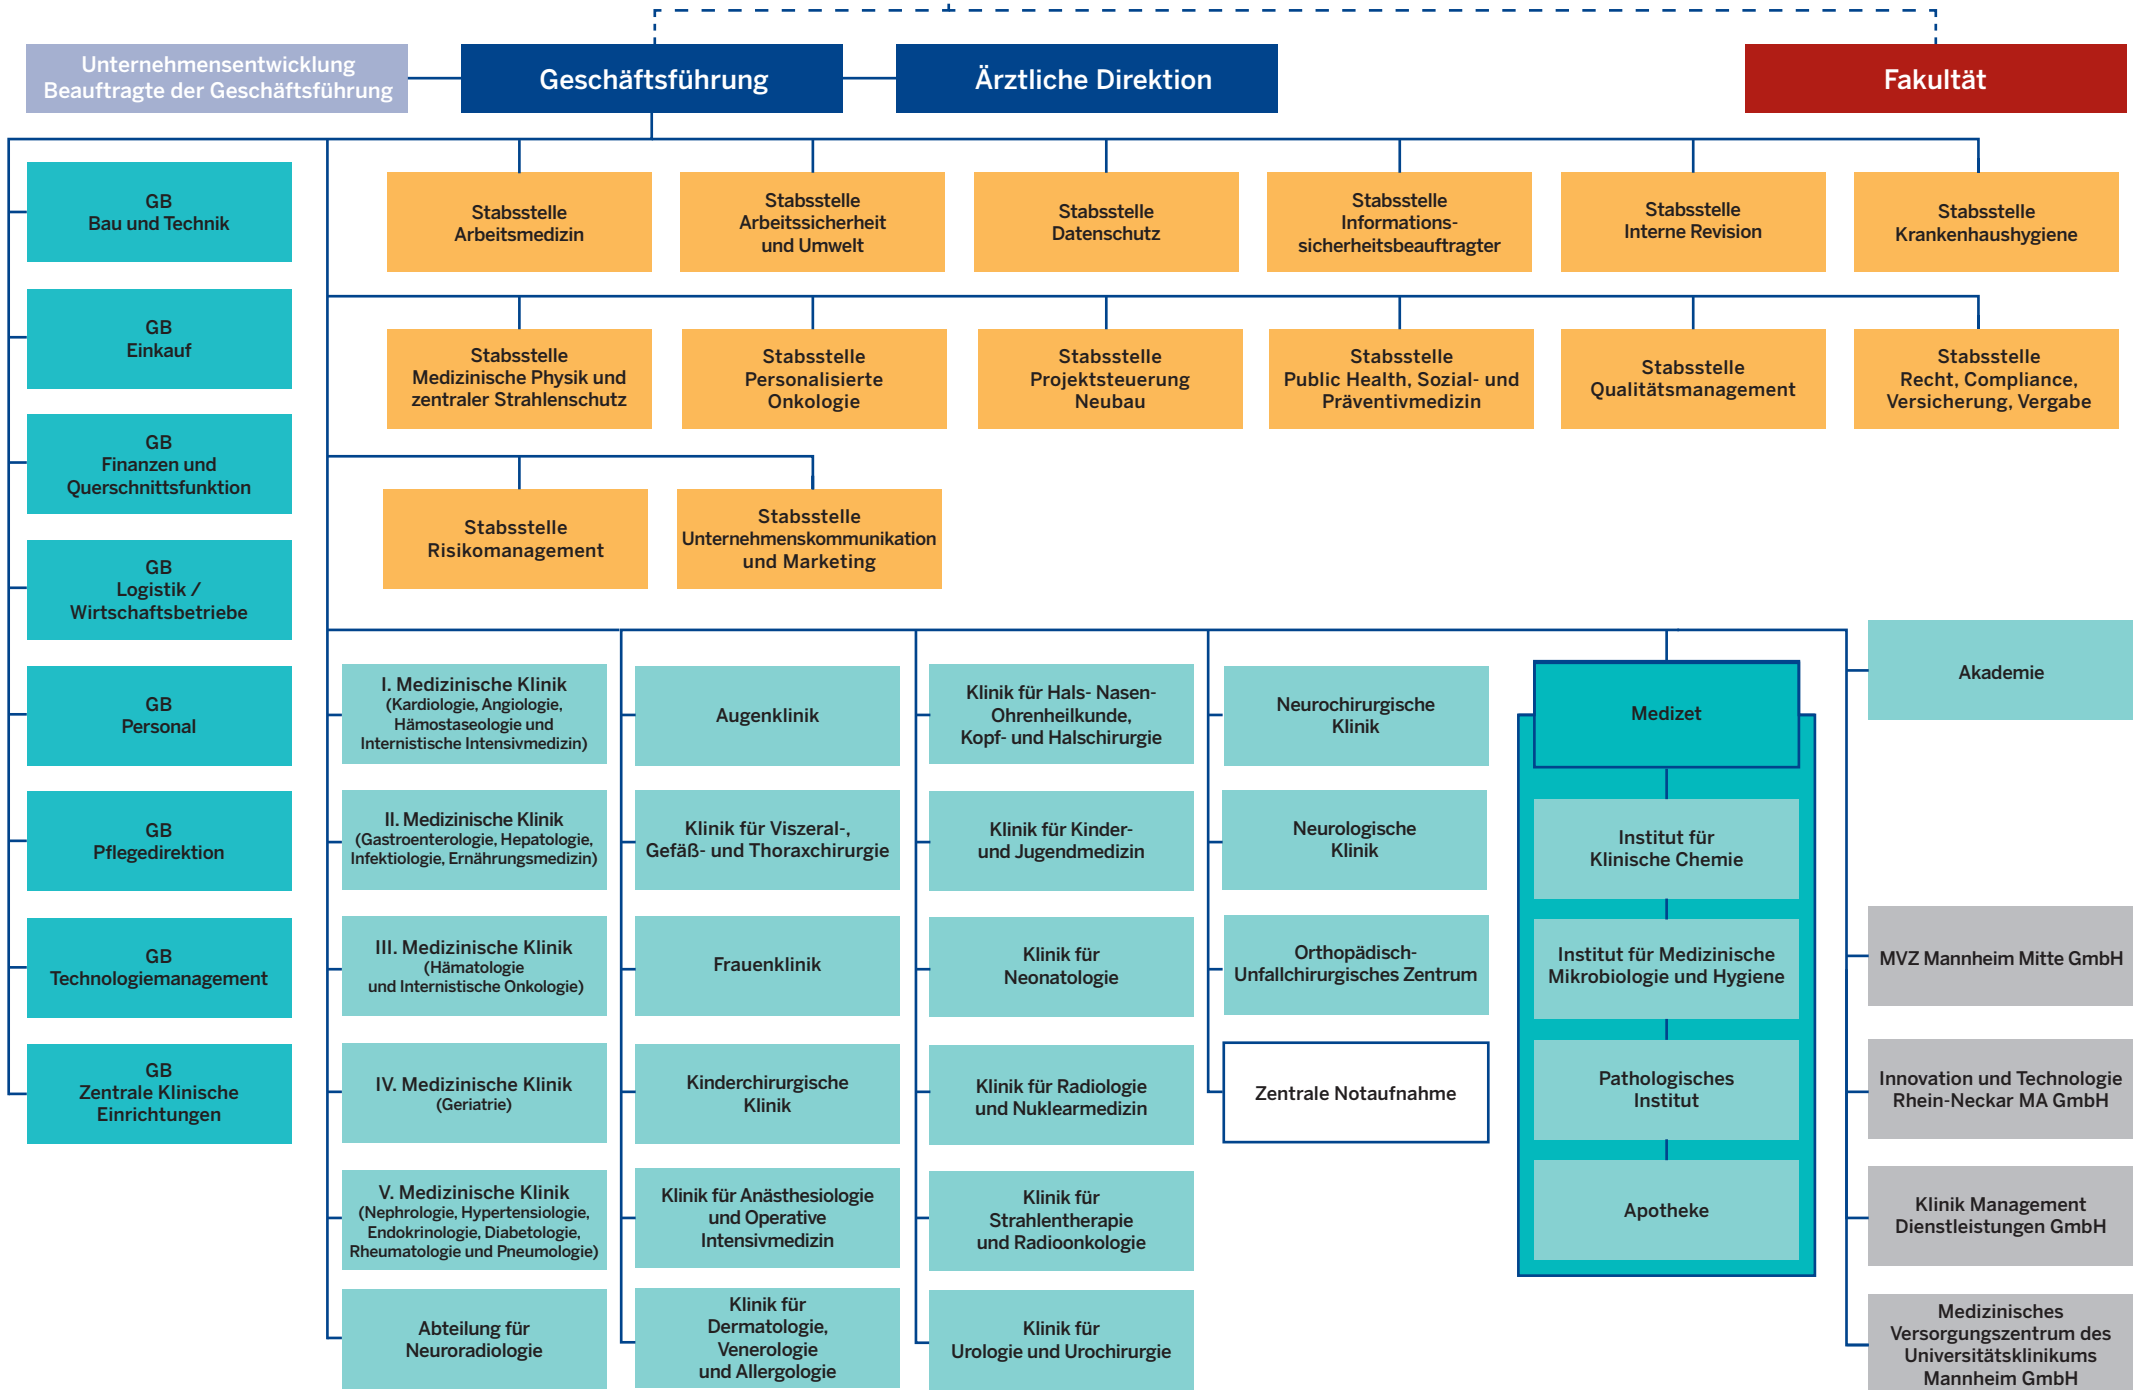 Unternehmensentwicklung
Beauftragte der Geschäftsführung
Geschäftsführung
Ärztliche Direktion
Fakultät
GB
Bau und Technik
GB
Einkauf
GB
Finanzen und
Querschnittsfunktion
GB
Logistik /
Wirtschaftsbetriebe
GB
Personal
GB
Pflegedirektion
GB
Technologiemanagement
GB
Zentrale Klinische
Einrichtungen
Stabsstelle
Arbeitsmedizin
Stabsstelle
Arbeitssicherheit
und Umwelt
Stabsstelle
Datenschutz
Stabsstelle
Informations-
sicherheitsbeauftragter
Stabsstelle
Interne Revision
Stabsstelle
Krankenhaushygiene
Stabsstelle
Medizinische Physik und
zentraler Strahlenschutz
Stabsstelle
Personalisierte
Onkologie
Stabsstelle
Projektsteuerung
Neubau
Stabsstelle
Public Health, Sozial- und
Präventivmedizin
Stabsstelle
Qualitätsmanagement
Stabsstelle
Recht, Compliance,
Versicherung, Vergabe
Stabsstelle
Risikomanagement
Stabsstelle
Unternehmenskommunikation
und Marketing
I. Medizinische Klinik
(Kardiologie, Angiologie,
Hämostaseologie und
Internistische Intensivmedizin)
II. Medizinische Klinik
(Gastroenterologie, Hepatologie,
Infektiologie, Ernährungsmedizin)
III. Medizinische Klinik
(Hämatologie
und Internistische Onkologie)
IV. Medizinische Klinik
(Geriatrie)
V. Medizinische Klinik
(Nephrologie, Hypertensiologie,
Endokrinologie, Diabetologie,
Rheumatologie und Pneumologie)
Abteilung für
Neuroradiologie
Augenklinik
Klinik für Viszeral-,
Gefäß- und Thoraxchirurgie
Frauenklinik
Kinderchirurgische
Klinik
Klinik für Anästhesiologie
und Operative
Intensivmedizin
Klinik für
Dermatologie,
Venerologie
und Allergologie
Klinik für Hals- Nasen-
Ohrenheilkunde,
Kopf- und Halschirurgie
Klinik für Kinder-
und Jugendmedizin
Klinik für
Neonatologie
Klinik für Radiologie
und Nuklearmedizin
Klinik für
Strahlentherapie
und Radioonkologie
Klinik für
Urologie und Urochirurgie
Neurochirurgische
Klinik
Neurologische
Klinik
Orthopädisch-
Unfallchirurgisches Zentrum
Zentrale Notaufnahme
Medizet
Institut für
Klinische Chemie
Institut für Medizinische
Mikrobiologie und Hygiene
Pathologisches
Institut
Apotheke
Akademie
MVZ Mannheim Mitte GmbH
Innovation und Technologie
Rhein-Neckar MA GmbH
Klinik Management
Dienstleistungen GmbH
Medizinisches
Versorgungszentrum des
Universitätsklinikums
Mannheim GmbH